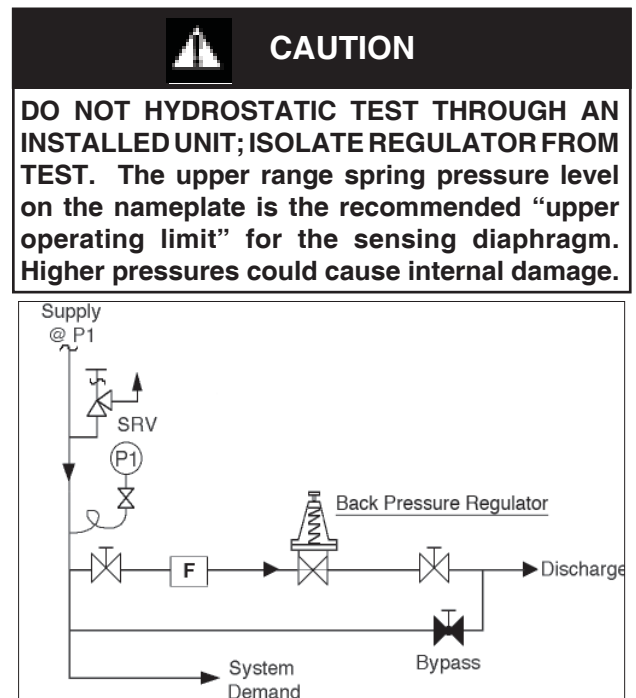 CAUTION
DO NOT HYDROSTATIC TEST THROUGH AN
INSTALLED UNIT; ISOLATE REGULATOR FROM
TEST. The upper range spring pressure level
on the nameplate is the recommended “upper
operating limit” for the sensing diaphragm.
Higher pressures could cause internal damage.
Supply
@ P1
SRV
P1
Back Pressure Regulator
F
Discharge
Bypass
System
Demand